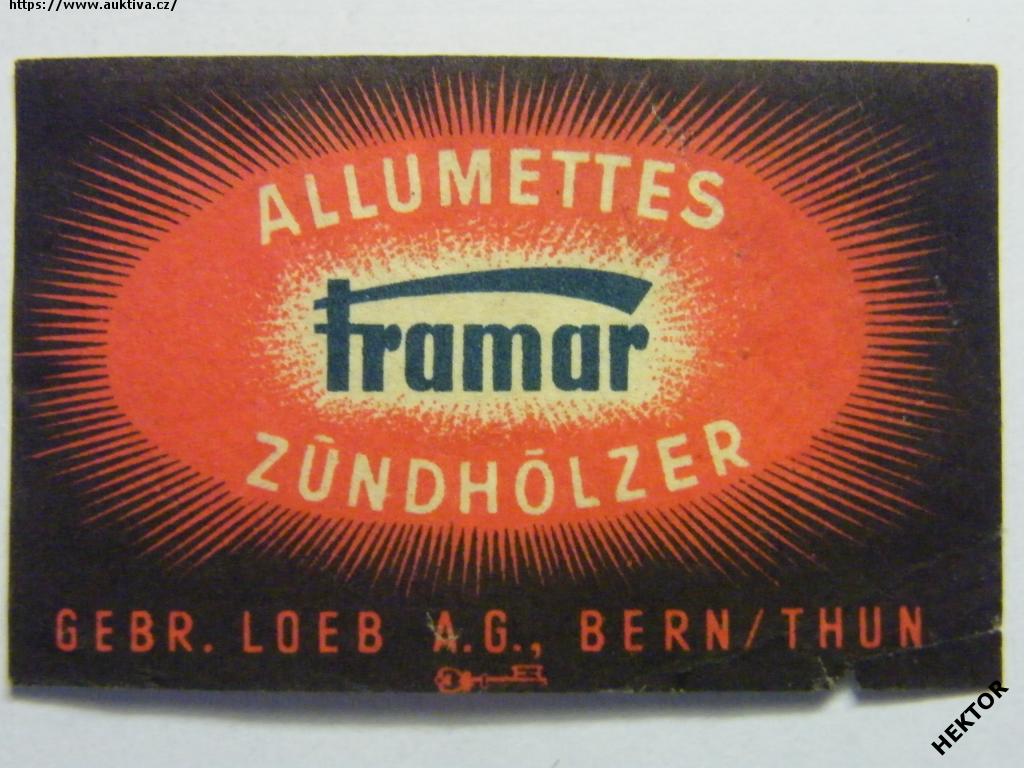 https://www.auktiva.cz/
ALLUMETTES
framar
ZÜNDHÖLZER
GEBR. LOEB A.G., BERN/THUN
HEKTOR